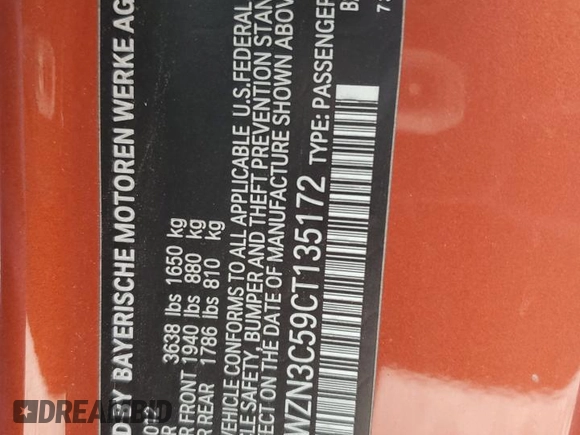 D BY BAYERISCHE MOTOREN WERKE AG
3638 lbs 1650 kg
FRONT 1940 lbs 880 kg
REAR 1786 lbs 810 kg
VEHICLE CONFORMS TO ALL APPLICABLE U.S.FEDERAL
SAFETY, BUMPER AND THEFT PREVENTION STAN
ON THE DATE OF MANUFACTURE SHOWN ABOV
WZN3C59CT135172 TYPE: PASSENGER
DREAMBID